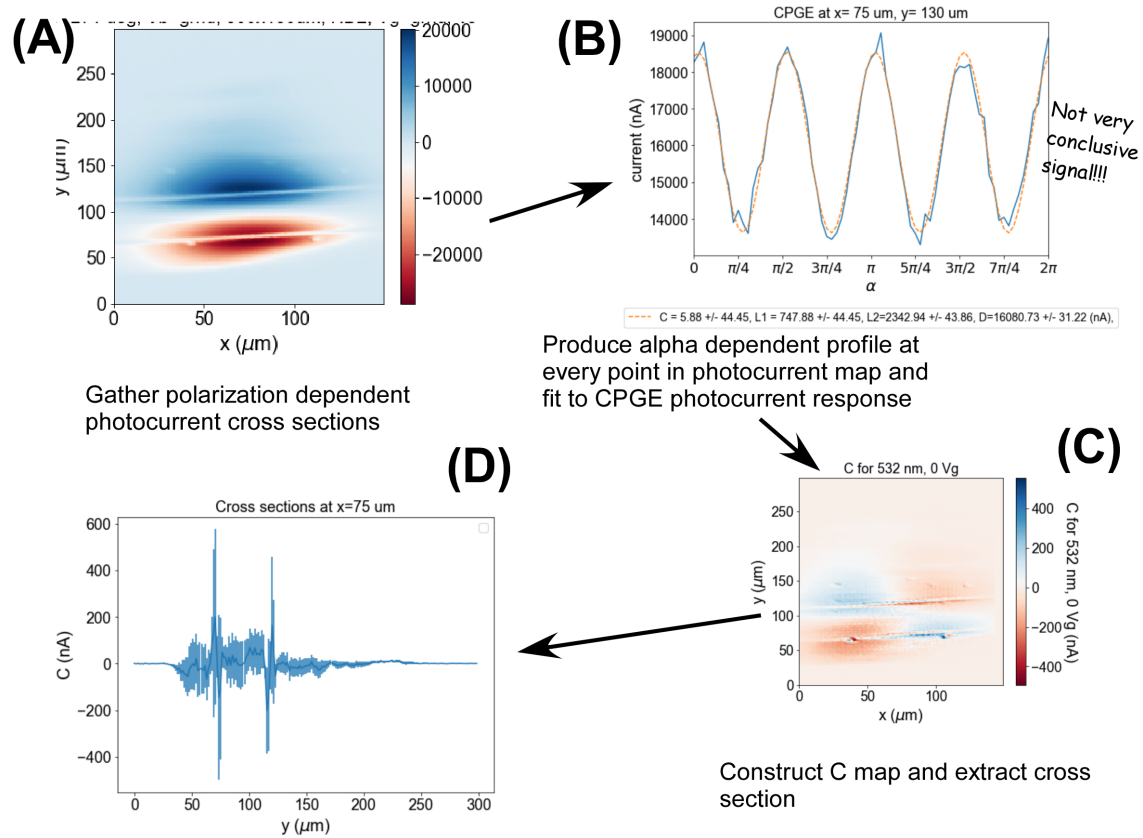 (A)
20000
10000
0
−10000
−20000
250
200
150
100
50
0
y (μm)
0 50 100
x (μm)
Gather polarization dependent
photocurrent cross sections
(B)
CPGE at x= 75 um, y= 130 um
19000
18000
17000
16000
15000
14000
current (nA)
0 π/4 π/2 3π/4 π 5π/4 3π/2 7π/4 2π
α
C = 5.88 +/- 44.45, L1 = 747.88 +/- 44.45, L2=2342.94 +/- 43.86, D=16080.73 +/- 31.22 (nA),
Not very
conclusive
signal!!!
Produce alpha dependent profile at
every point in photocurrent map and
fit to CPGE photocurrent response
(C)
C for 532 nm, 0 Vg
250
200
150
100
50
0
y (μm)
0 50 100
x (μm)
400
200
0
−200
−400
C for 532 nm, 0 Vg (nA)
Construct C map and extract cross
section
(D)
Cross sections at x=75 um
600
400
200
0
−200
−400
C (nA)
0 50 100 150 200 250 300
y (μm)